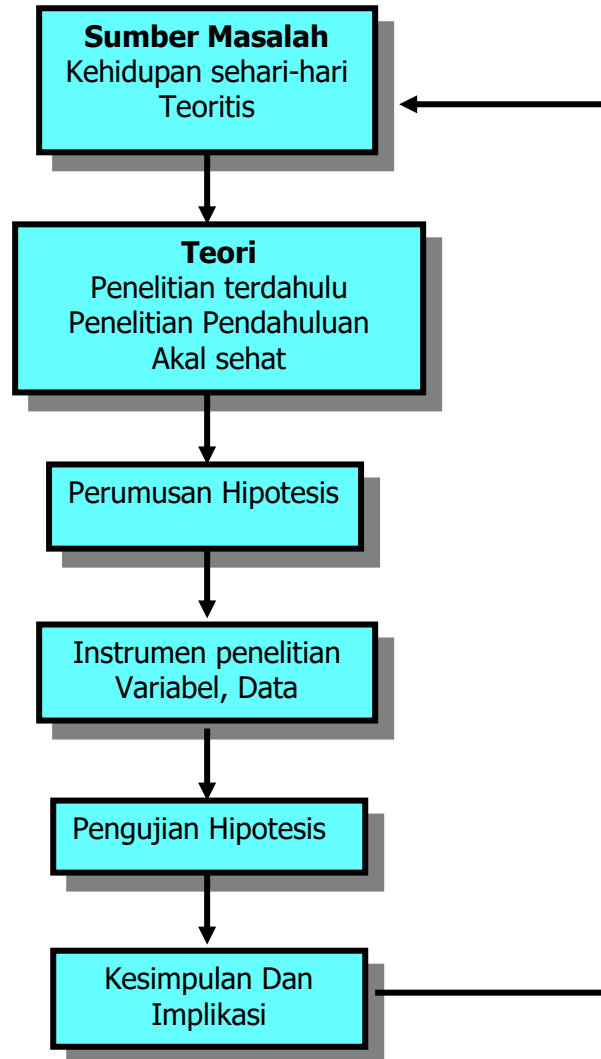 Sumber Masalah
Kehidupan sehari-hari
Teoritis
Teori
Penelitian terdahulu
Penelitian Pendahuluan
Akal sehat
Perumusan Hipotesis
Instrumen penelitian
Variabel, Data
Pengujian Hipotesis
Kesimpulan Dan
Implikasi